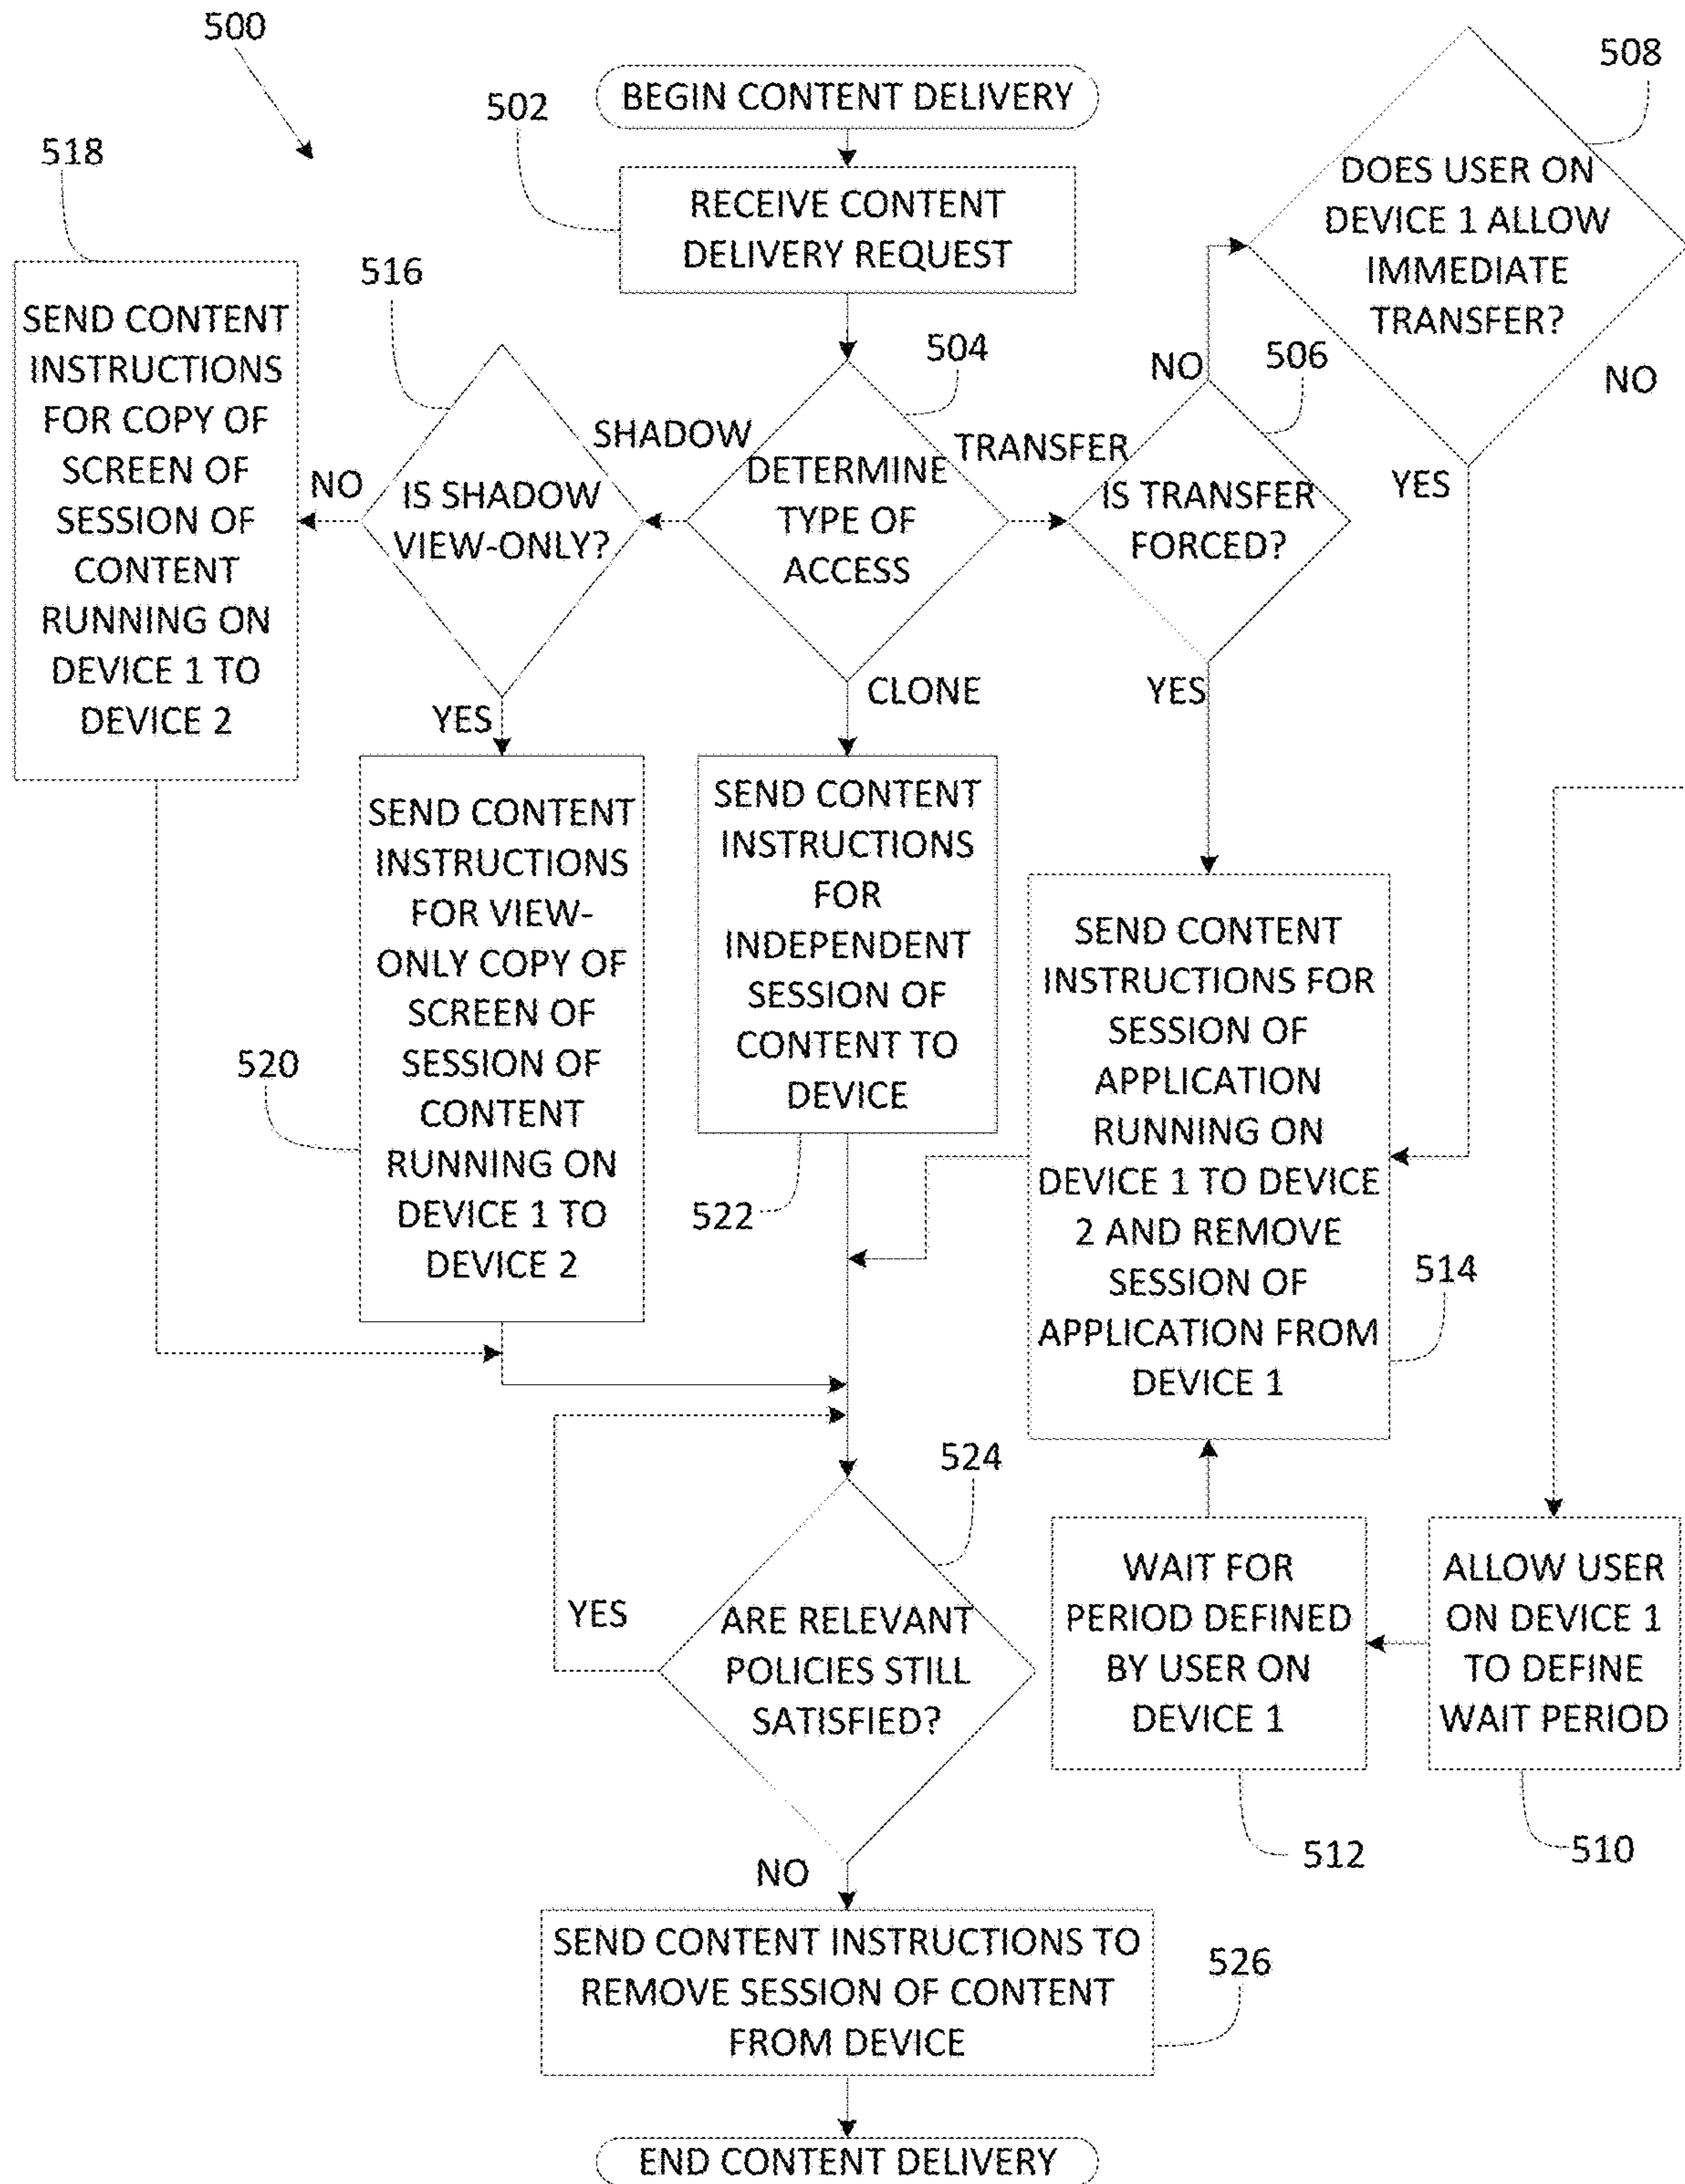 500
508
BEGIN CONTENT DELIVERY
502
518
RECEIVE CONTENT
DELIVERY REQUEST
DOES USER ON
DEVICE 1 ALLOW
IMMEDIATE
TRANSFER?
516
504
506
NO
NO
SEND CONTENT
INSTRUCTIONS
FOR COPY OF
SCREEN OF
SESSION OF
CONTENT
RUNNING ON
DEVICE 1 TO
DEVICE 2
NO
IS SHADOW
VIEW-ONLY?
SHADOW
DETERMINE
TYPE OF
ACCESS
TRANSFER
IS TRANSFER
FORCED?
YES
YES
CLONE
YES
SEND CONTENT
INSTRUCTIONS
FOR VIEW-
ONLY COPY OF
SCREEN OF
SESSION OF
CONTENT
RUNNING ON
DEVICE 1 TO
DEVICE 2
520
SEND CONTENT
INSTRUCTIONS
FOR
INDEPENDENT
SESSION OF
CONTENT TO
DEVICE
522
SEND CONTENT
INSTRUCTIONS FOR
SESSION OF
APPLICATION
RUNNING ON
DEVICE 1 TO DEVICE
2 AND REMOVE
SESSION OF
APPLICATION FROM
DEVICE 1
514
524
YES
ARE RELEVANT
POLICIES STILL
SATISFIED?
WAIT FOR
PERIOD DEFINED
BY USER ON
DEVICE 1
ALLOW USER
ON DEVICE 1
TO DEFINE
WAIT PERIOD
512
510
NO
SEND CONTENT INSTRUCTIONS TO
REMOVE SESSION OF CONTENT
FROM DEVICE
526
END CONTENT DELIVERY